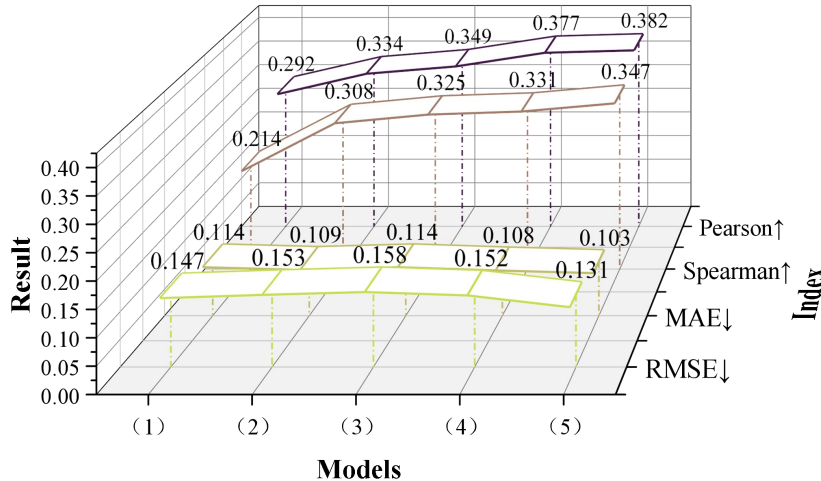 0.292 0.334 0.349 0.377 0.382
0.214 0.308 0.325 0.331 0.347
0.114 0.109 0.114 0.108 0.103
0.147 0.153 0.158 0.152 0.131
0.40
0.35
0.30
0.25
0.20
0.15
0.10
0.05
0.00
Result
Pearson↑
Spearman↑
MAE↓
RMSE↓
Index
（1） （2） （3） （4） （5）
Models